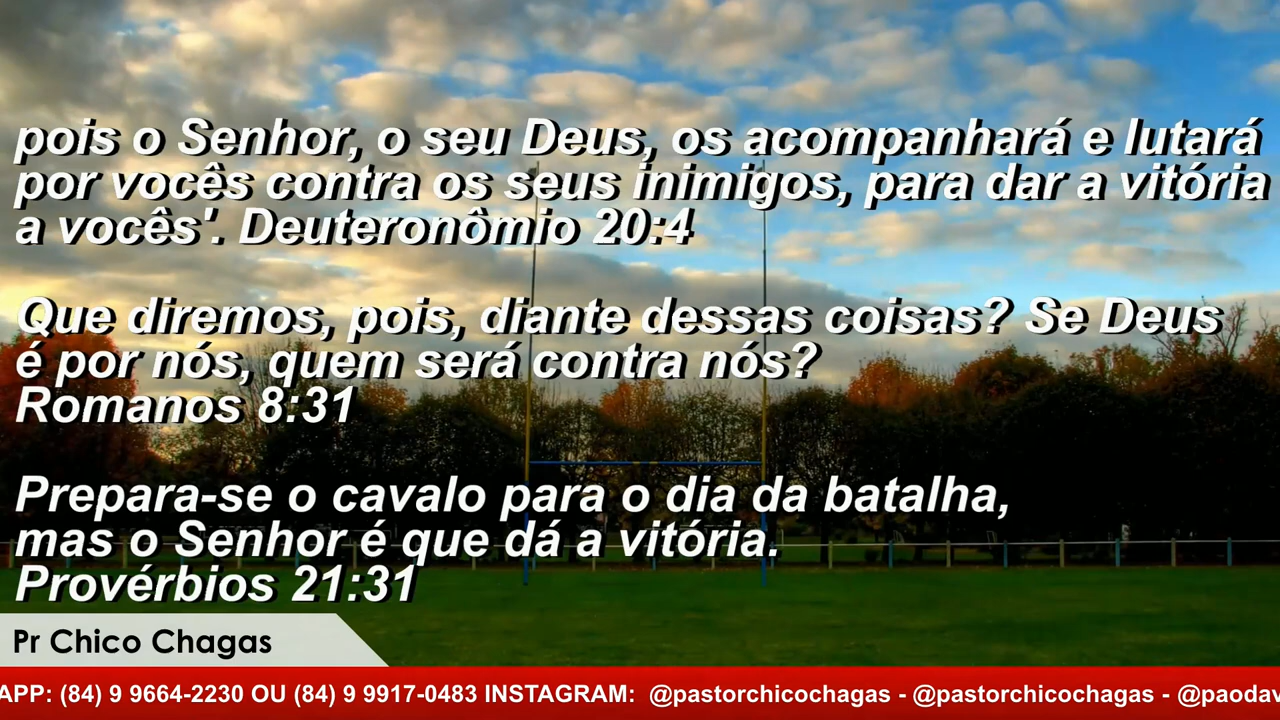 pois o Senhor, o seu Deus, os acompanhará e lutará
por vocês contra os seus inimigos, para dar a vitória
a vocês'. Deuteronômio 20:4
Que diremos, pois, diante dessas coisas? Se Deus
é por nós, quem será contra nós?
Romanos 8:31
Prepara-se o cavalo para o dia da batalha,
mas o Senhor é que dá a vitória.
Provérbios 21:31
Pr Chico Chagas
APP: (84) 9 9664-2230 OU (84) 9 9917-0483 INSTAGRAM: @pastorchicochagas - @pastorchicochagas - @paodav